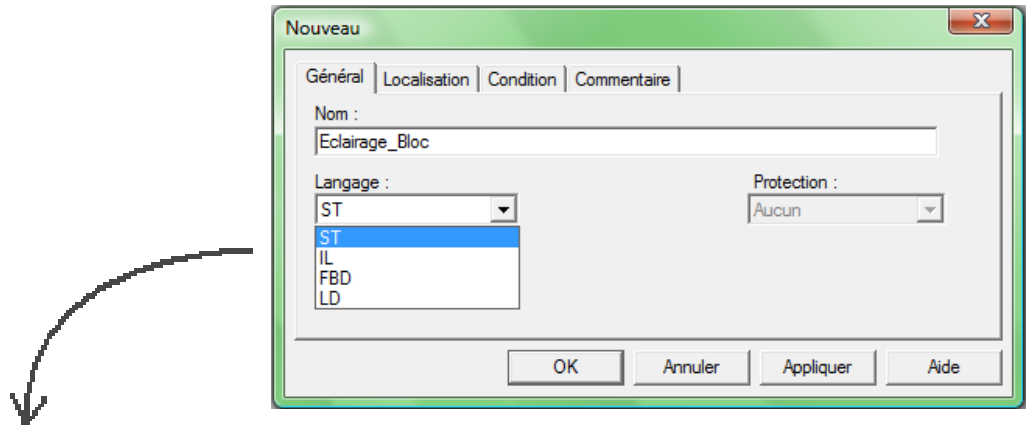 Nouveau
Général Localisation Condition Commentaire
Nom :
Eclairage_Bloc
Langage : Protection :
ST Aucun
ST
IL
FBD
LD
OK Annuler Appliquer Aide